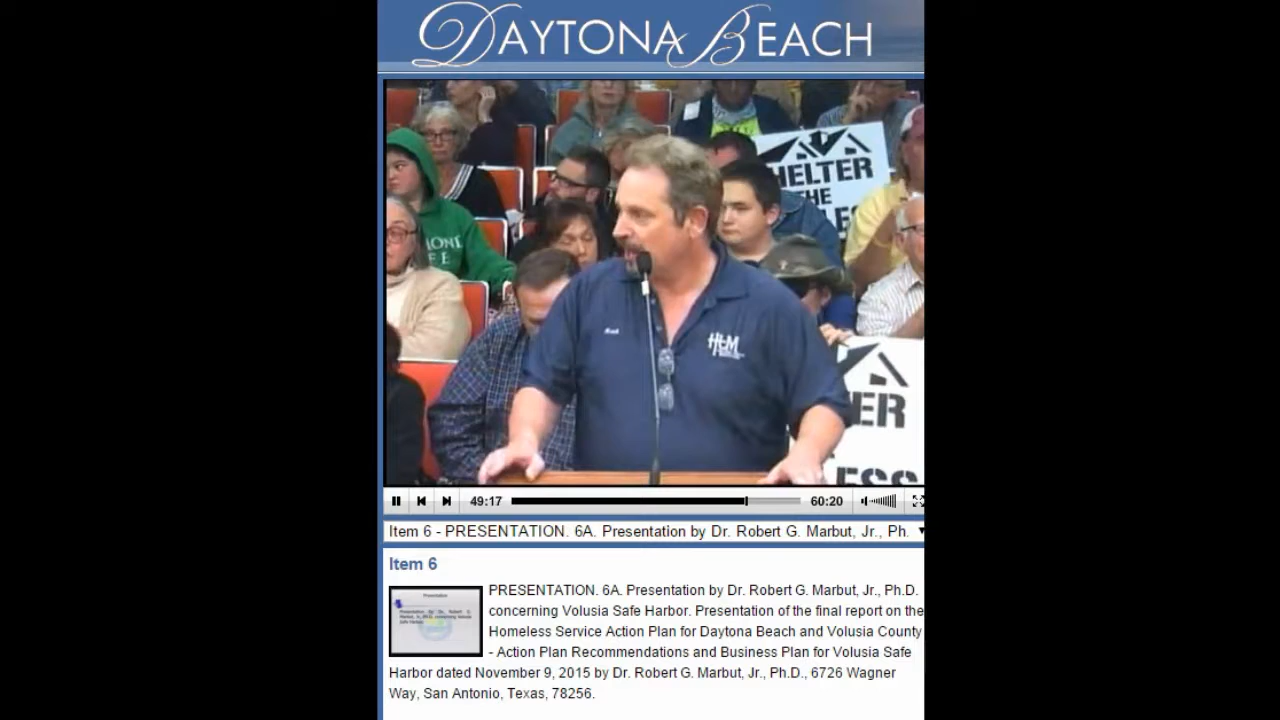 DAYTONA BEACH
HELTER
THE
HLM
ER
ESS
49:17
60:20
Item 6 - PRESENTATION. 6A. Presentation by Dr. Robert G. Marbut, Jr., Ph.
Item 6
PRESENTATION. 6A. Presentation by Dr. Robert G. Marbut, Jr., Ph.D.
concerning Volusia Safe Harbor. Presentation of the final report on the
Homeless Service Action Plan for Daytona Beach and Volusia County
- Action Plan Recommendations and Business Plan for Volusia Safe
Harbor dated November 9, 2015 by Dr. Robert G. Marbut, Jr., Ph.D., 6726 Wagner
Way, San Antonio, Texas, 78256.